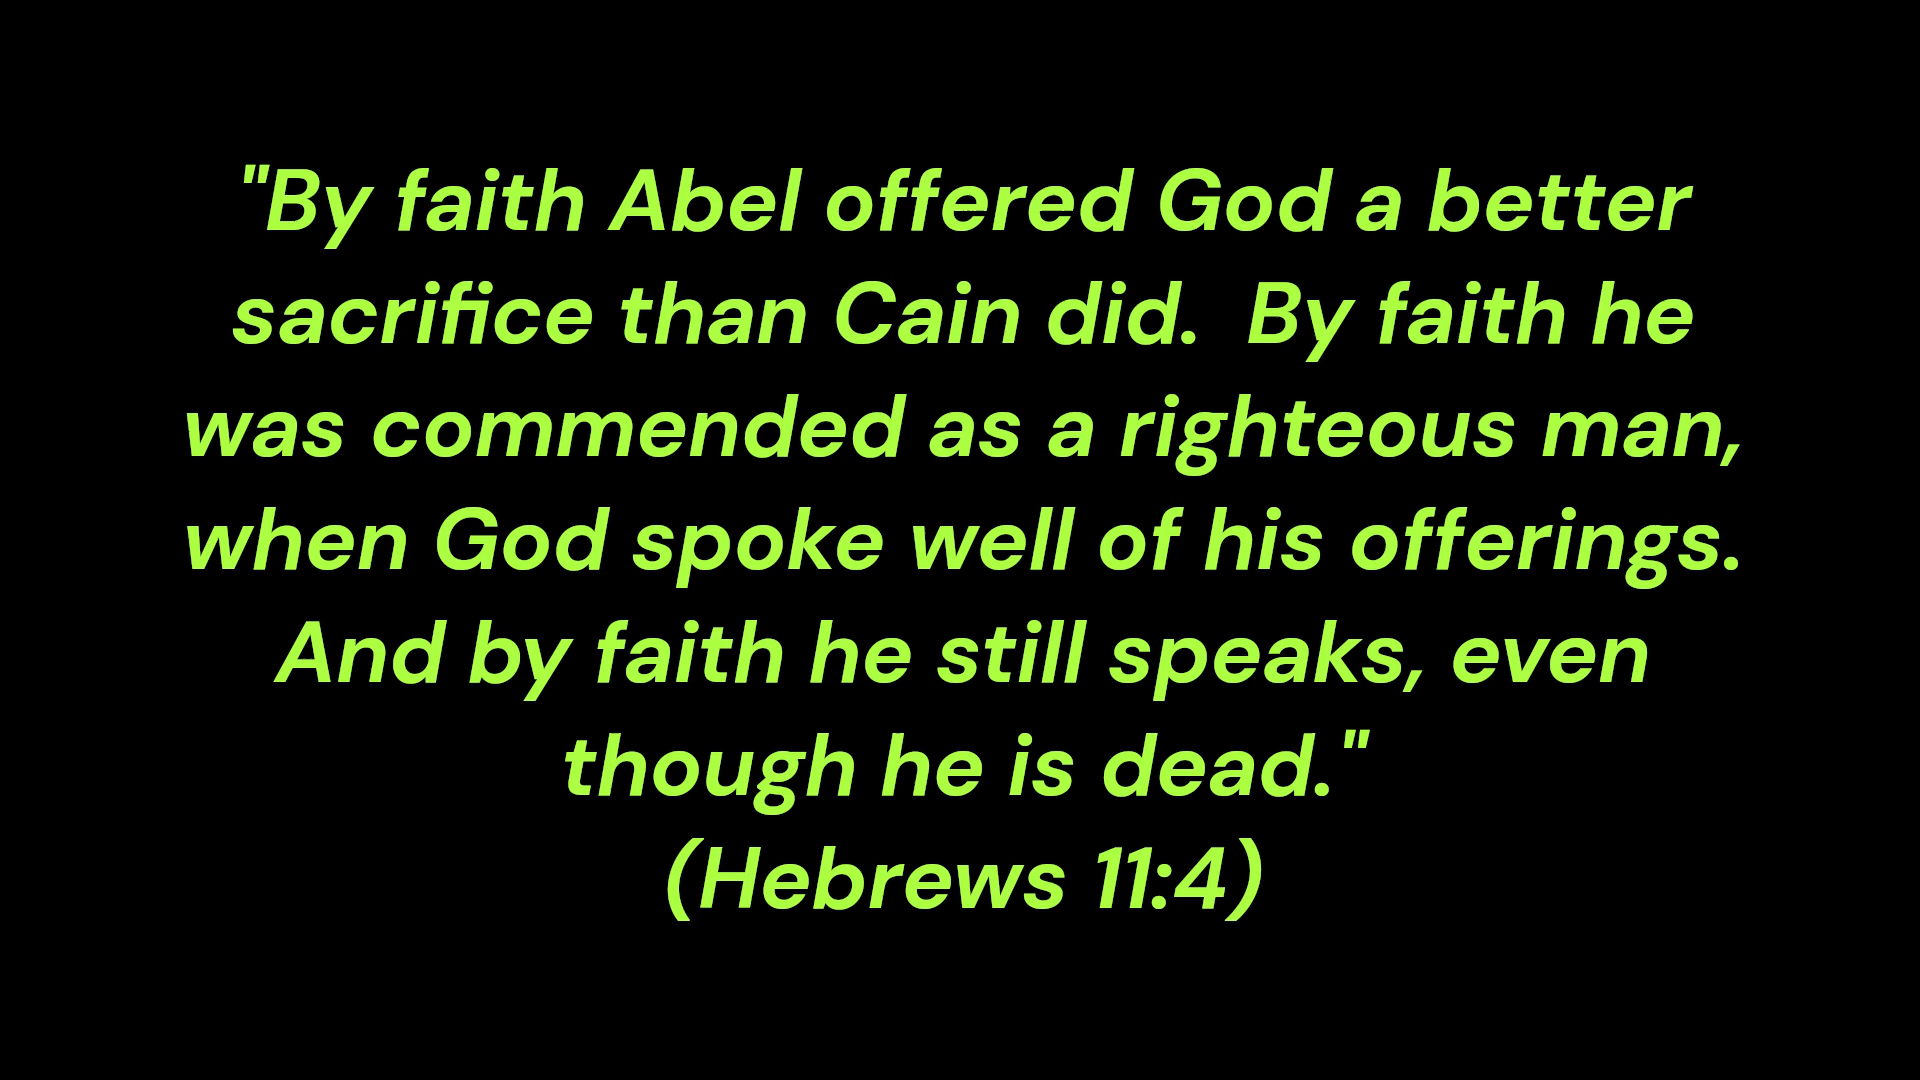 "By faith Abel offered God a better
sacrifice than Cain did.  By faith he
was commended as a righteous man,
when God spoke well of his offerings.
And by faith he still speaks, even
though he is dead."
(Hebrews 11:4)